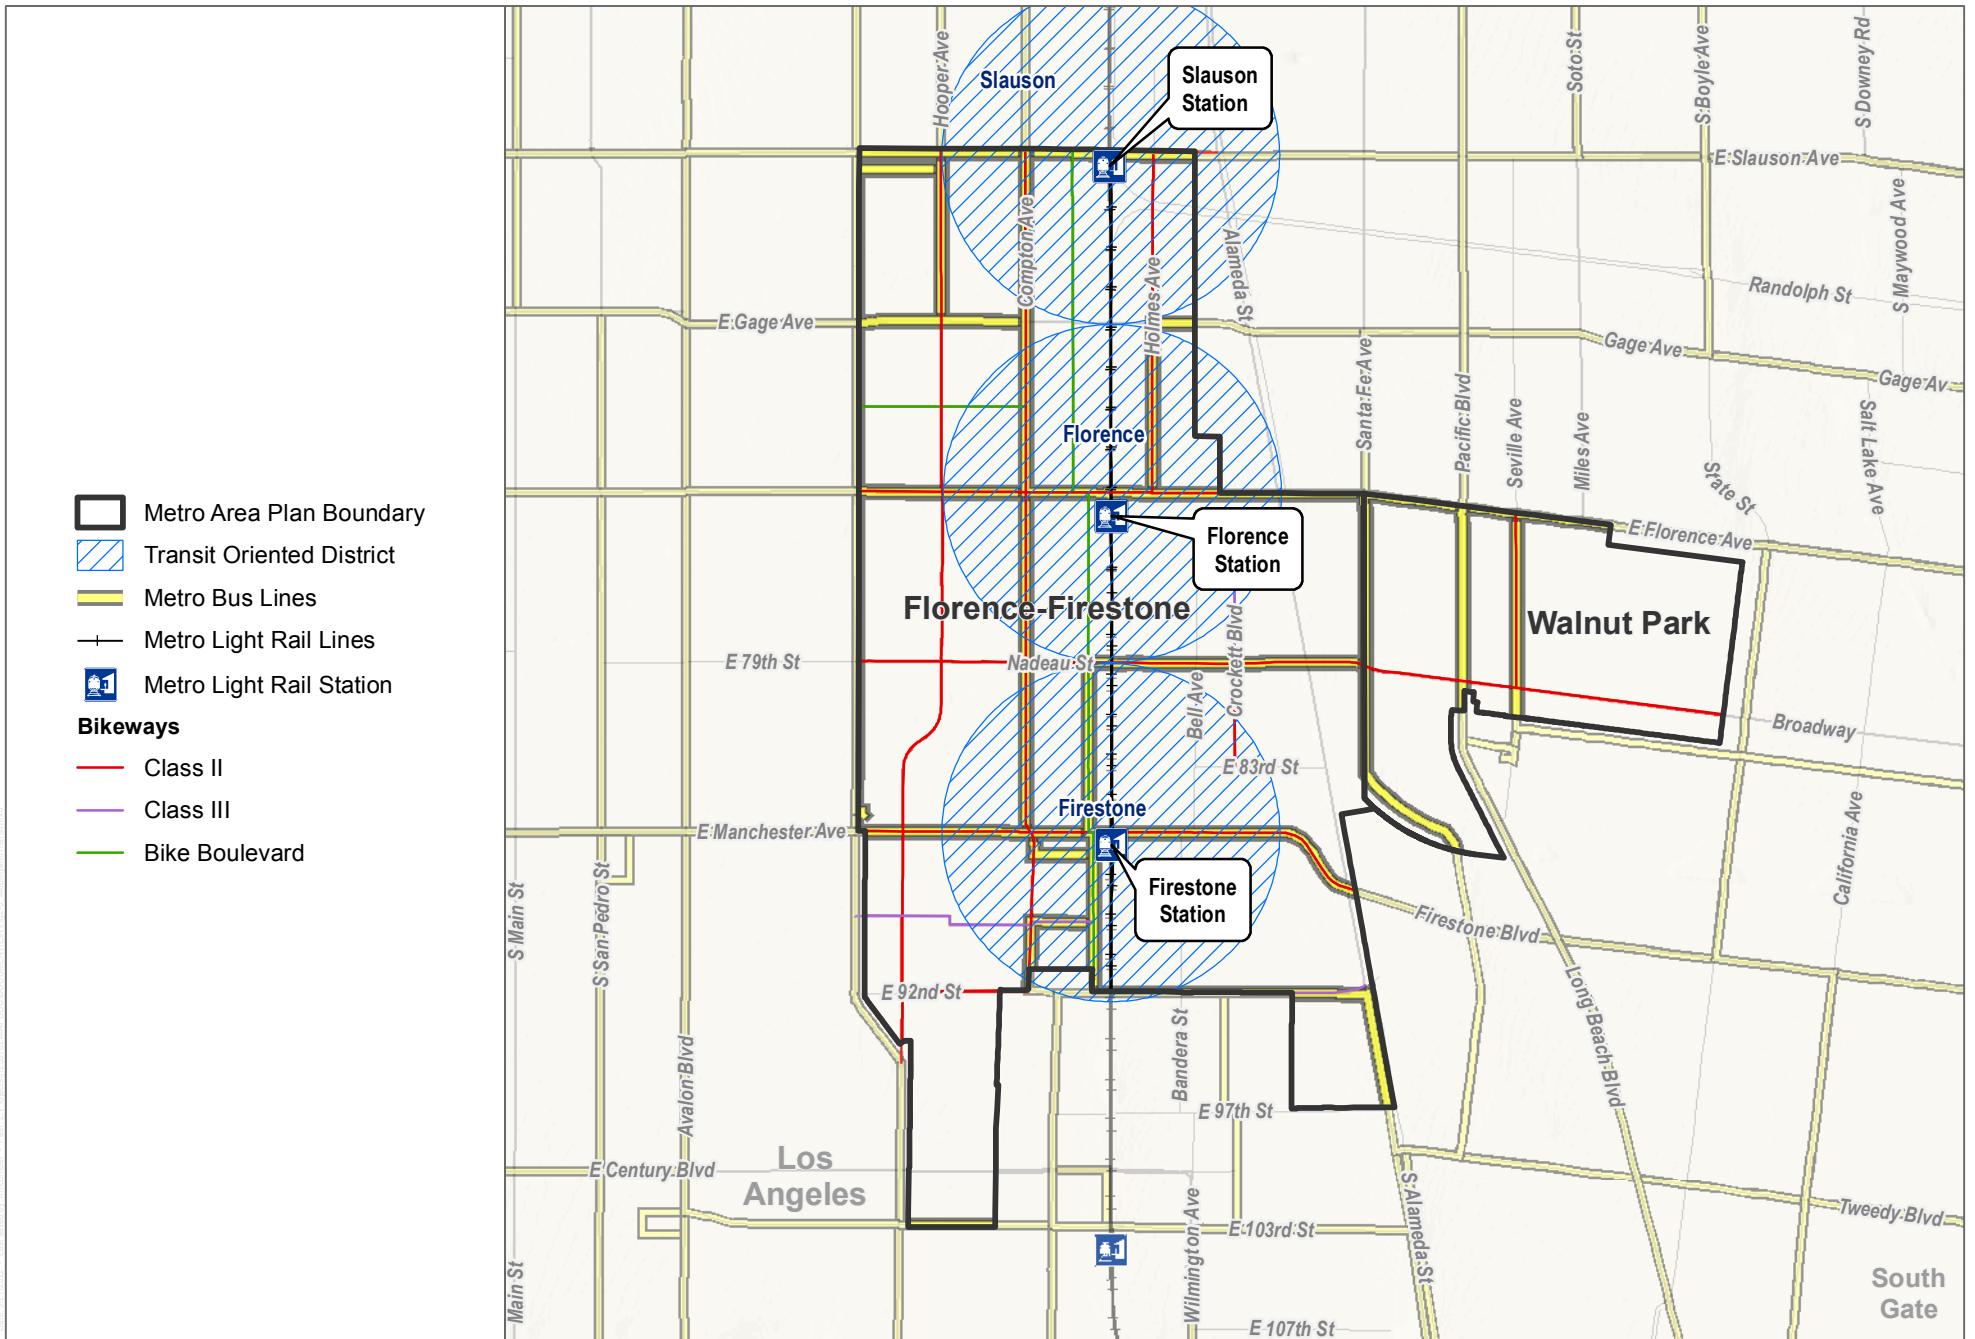 Metro Area Plan Boundary
Transit Oriented District
Metro Bus Lines
Metro Light Rail Lines
Metro Light Rail Station
Bikeways
Class II
Class III
Bike Boulevard
Slauson
Slauson
Station
Hooper Ave
Soto St
S Boyle Ave
S Downey Rd
E Slauson Ave
Compton Ave
Holmes Ave
Alameda St
S Maywood Ave
Randolph St
E Gage Ave
Gage Ave
Gage Av
Santa Fe Ave
Pacific Blvd
Seville Ave
Miles Ave
State St
Salt Lake Ave
Florence
Florence
Station
E Florence Ave
Florence-Firestone
Walnut Park
E 79th St
Nadeau St
Bell Ave
Crockett Blvd
Broadway
E 83rd St
Firestone
E Manchester Ave
Firestone
Station
California Ave
S Main St
S San Pedro St
Firestone Blvd
E 92nd St
Long Beach Blvd
Avalon Blvd
Bandera St
E 97th St
Los
Angeles
E Century Blvd
S Alameda St
Tweedy Blvd
E 103rd St
Wilmington Ave
Main St
South
Gate
E 107th St